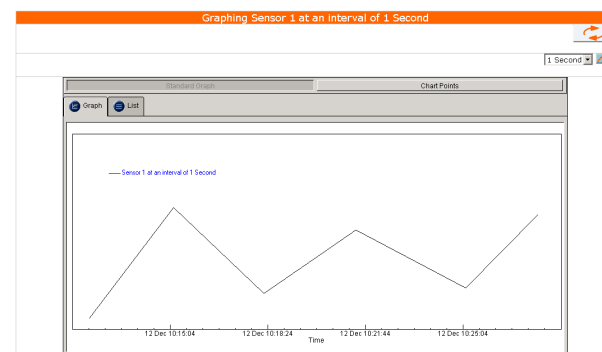 Graphing Sensor 1 at an interval of 1 Second
1 Second
Standard Graph
Chart Points
Graph
List
Sensor 1 at an interval of 1 Second
12 Dec 10:15:04
12 Dec 10:18:24
12 Dec 10:21:44
12 Dec 10:25:04
Time